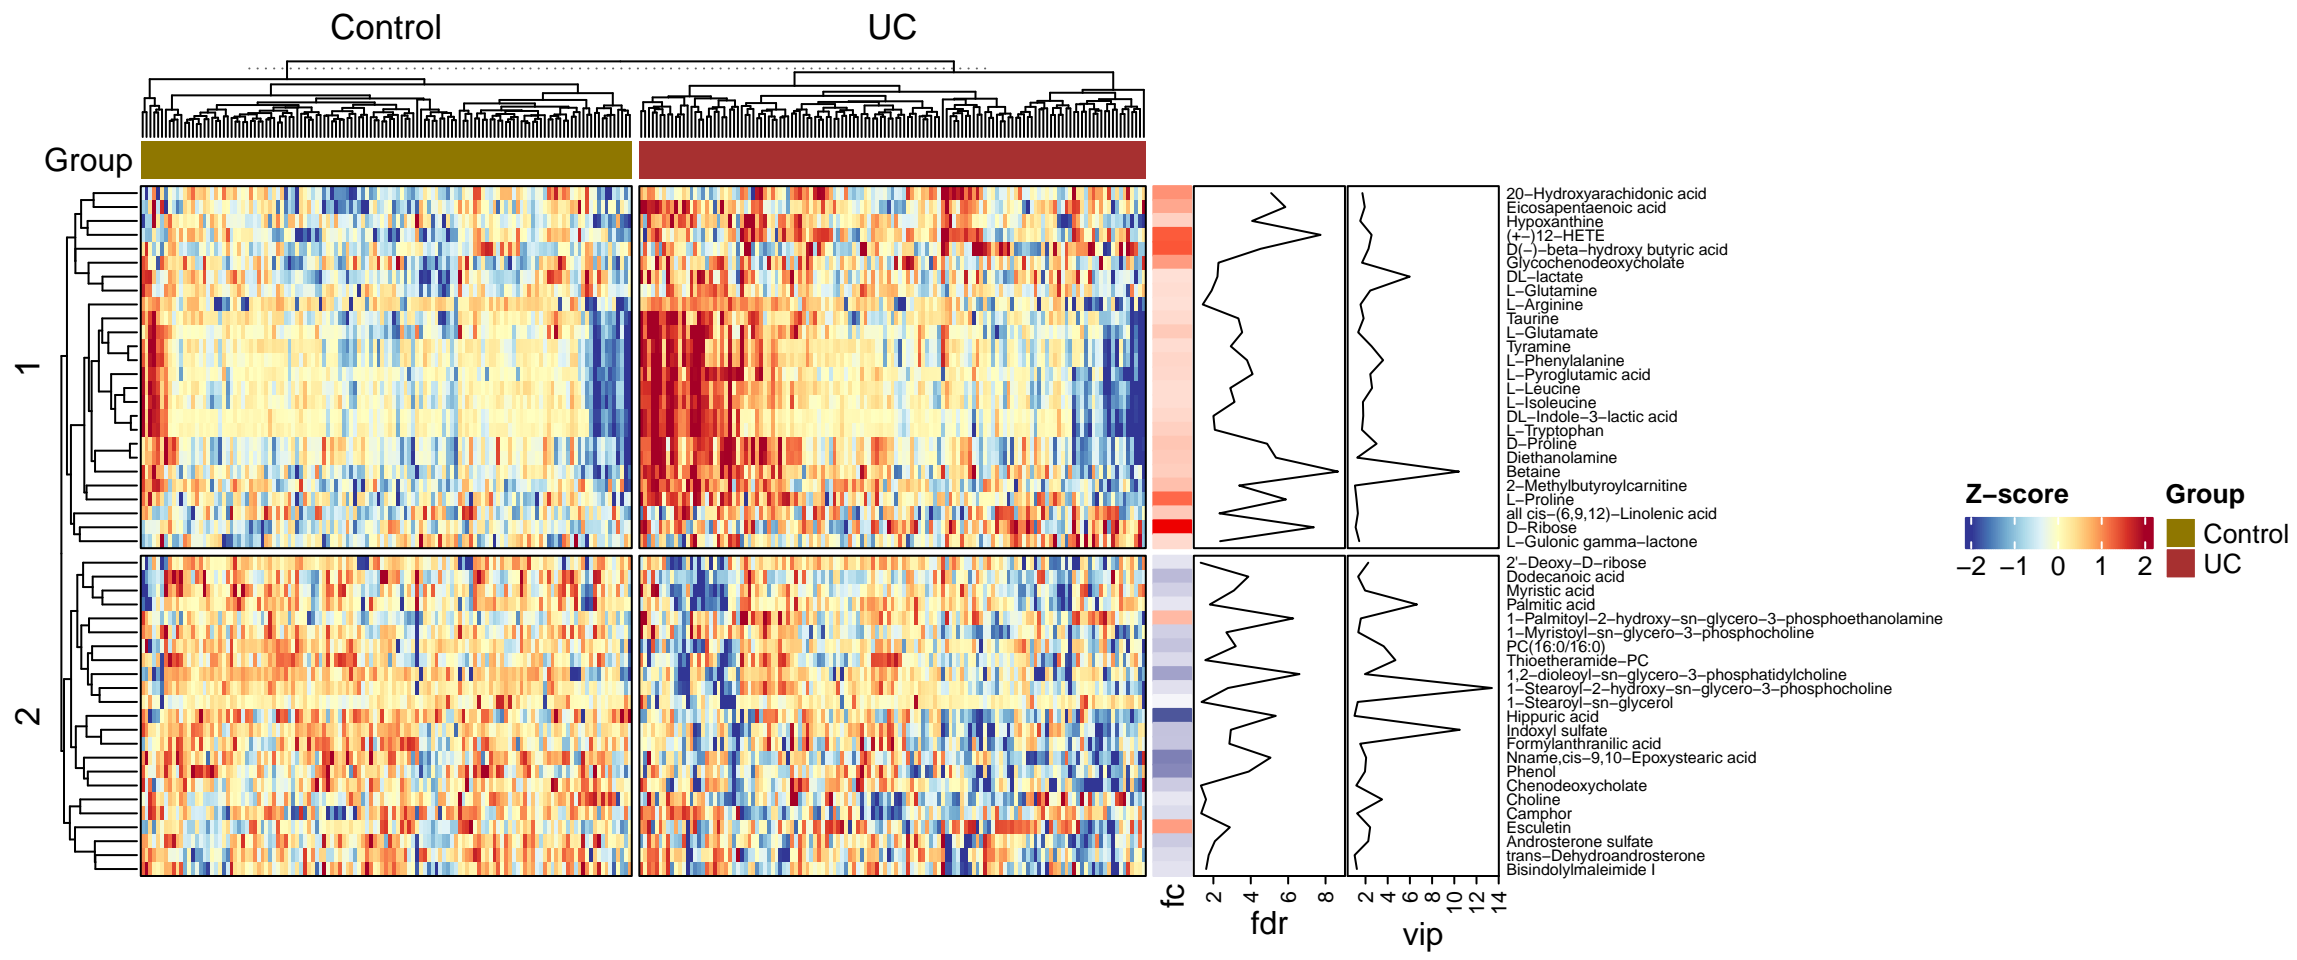 Control
UC
Group
1
2
20−Hydroxyarachidonic acid
Eicosapentaenoic acid
Hypoxanthine
(+−)12−HETE
D(−)−beta−hydroxy butyric acid
Glycochenodeoxycholate
DL−lactate
L−Glutamine
L−Arginine
Taurine
L−Glutamate
Tyramine
L−Phenylalanine
L−Pyroglutamic acid
L−Leucine
L−Isoleucine
DL−Indole−3−lactic acid
L−Tryptophan
D−Proline
Diethanolamine
Betaine
2−Methylbutyroylcarnitine
L−Proline
all cis−(6,9,12)−Linolenic acid
D−Ribose
L−Gulonic gamma−lactone
2'−Deoxy−D−ribose
Dodecanoic acid
Myristic acid
Palmitic acid
1−Palmitoyl−2−hydroxy−sn−glycero−3−phosphoethanolamine
1−Myristoyl−sn−glycero−3−phosphocholine
PC(16:0/16:0)
Thioetheramide−PC
1,2−dioleoyl−sn−glycero−3−phosphatidylcholine
1−Stearoyl−2−hydroxy−sn−glycero−3−phosphocholine
1−Stearoyl−sn−glycerol
Hippuric acid
Indoxyl sulfate
Formylanthranilic acid
Nname,cis−9,10−Epoxystearic acid
Phenol
Chenodeoxycholate
Choline
Camphor
Esculetin
Androsterone sulfate
trans−Dehydroandrosterone
Bisindolylmaleimide I
fc
2 4 6 8
fdr
2 4 6 8 10 12 14
vip
Z−score
−2 −1 0 1 2
Group
Control
UC